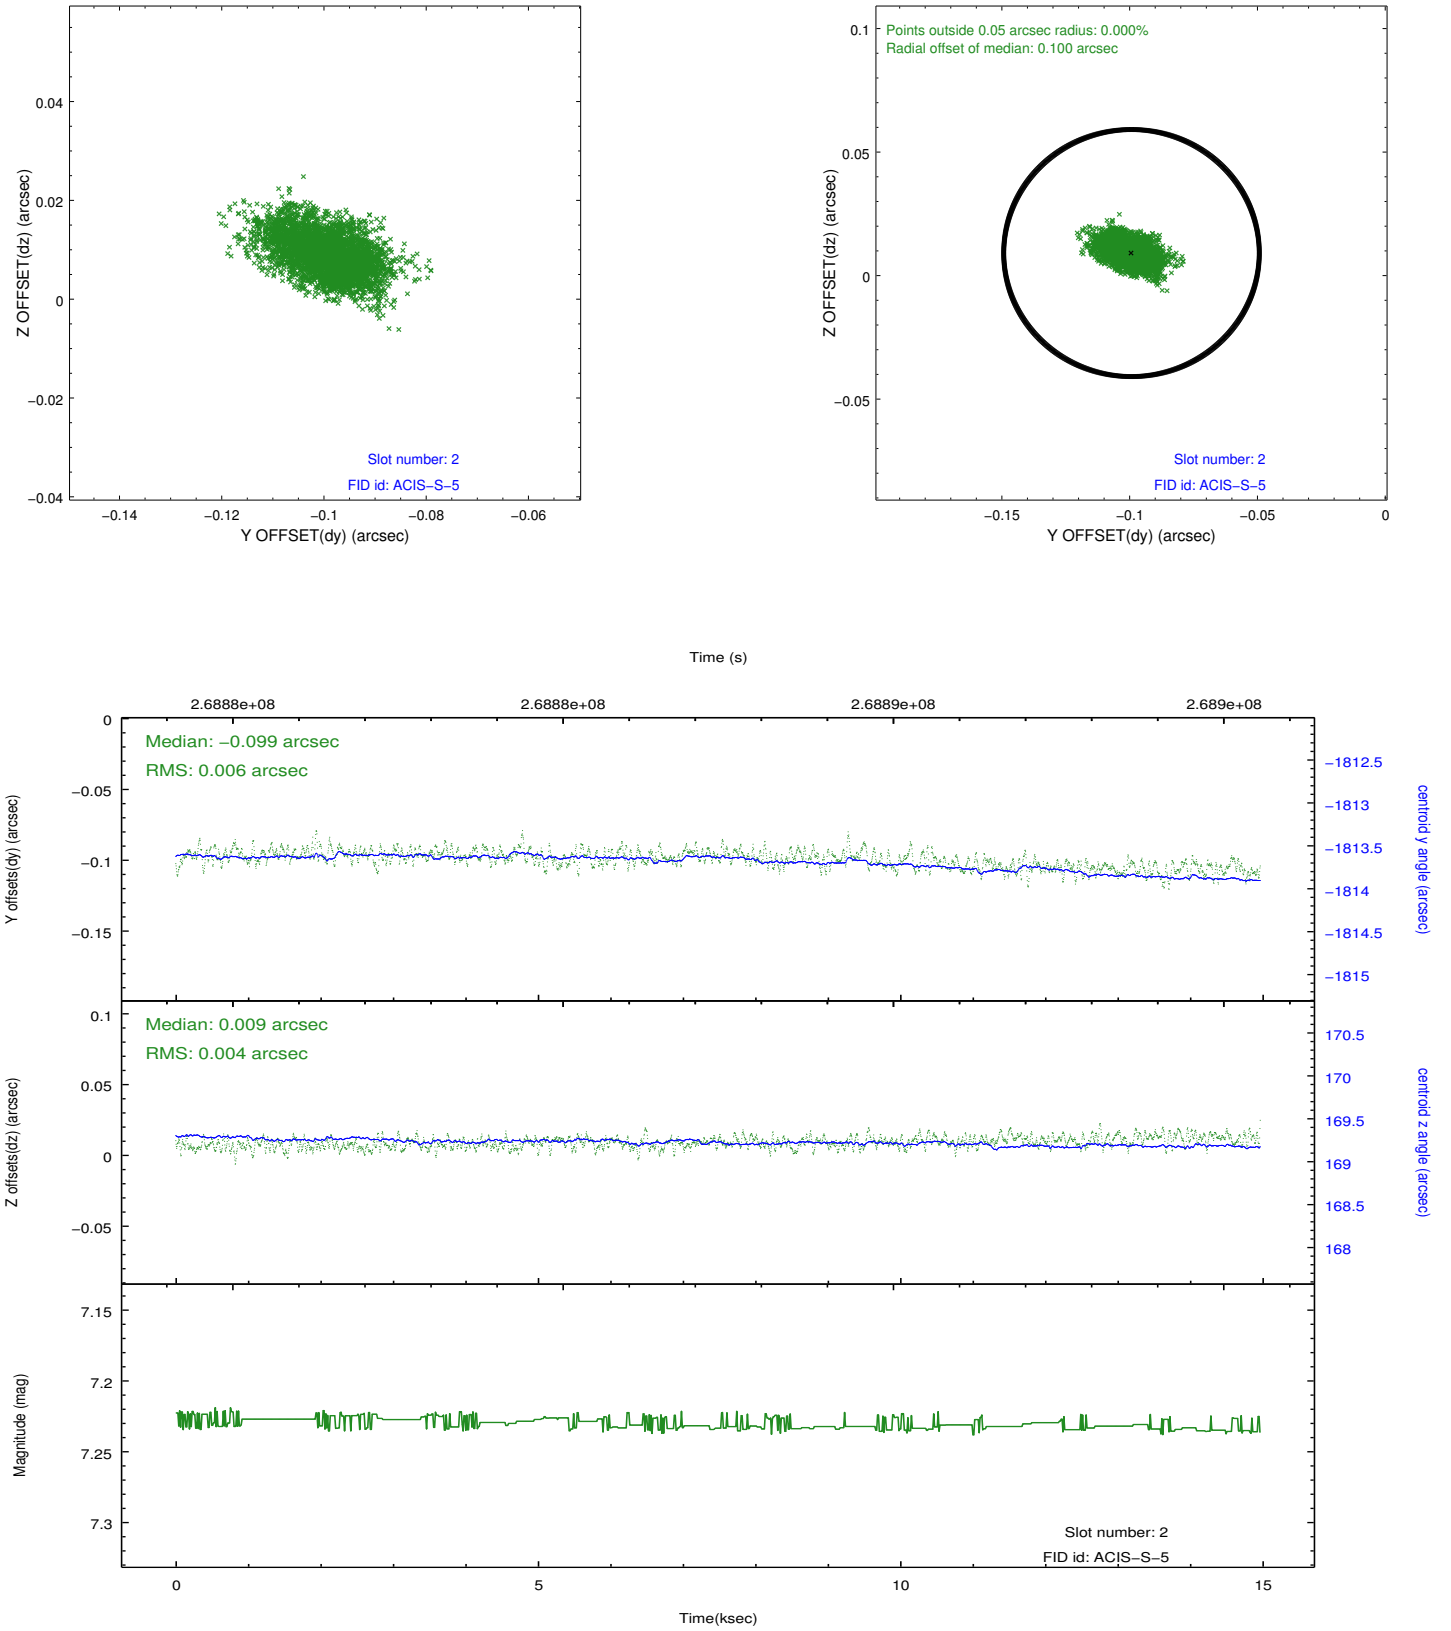 0.04
0.02
0
−0.02
−0.04
Z OFFSET(dz) (arcsec)
Slot number: 2
FID id: ACIS−S−5
−0.14 −0.12 −0.1 −0.08 −0.06
Y OFFSET(dy) (arcsec)
Points outside 0.05 arcsec radius: 0.000%
Radial offset of median: 0.100 arcsec
0.1
0.05
0
−0.05
Z OFFSET(dz) (arcsec)
Slot number: 2
FID id: ACIS−S−5
−0.15 −0.1 −0.05 0
Y OFFSET(dy) (arcsec)
Time (s)
2.6888e+08 2.6888e+08 2.6889e+08 2.689e+08
Median: −0.099 arcsec
RMS: 0.006 arcsec
0
−0.05
−0.1
−0.15
Y offsets(dy) (arcsec)
−1812.5
−1813
−1813.5
−1814
−1814.5
−1815
centroid y angle (arcsec)
Median: 0.009 arcsec
RMS: 0.004 arcsec
0.1
0.05
0
−0.05
Z offsets(dz) (arcsec)
170.5
170
169.5
169
168.5
168
centroid z angle (arcsec)
7.15
7.2
7.25
7.3
Magnitude (mag)
Slot number: 2
FID id: ACIS−S−5
0 5 10 15
Time(ksec)